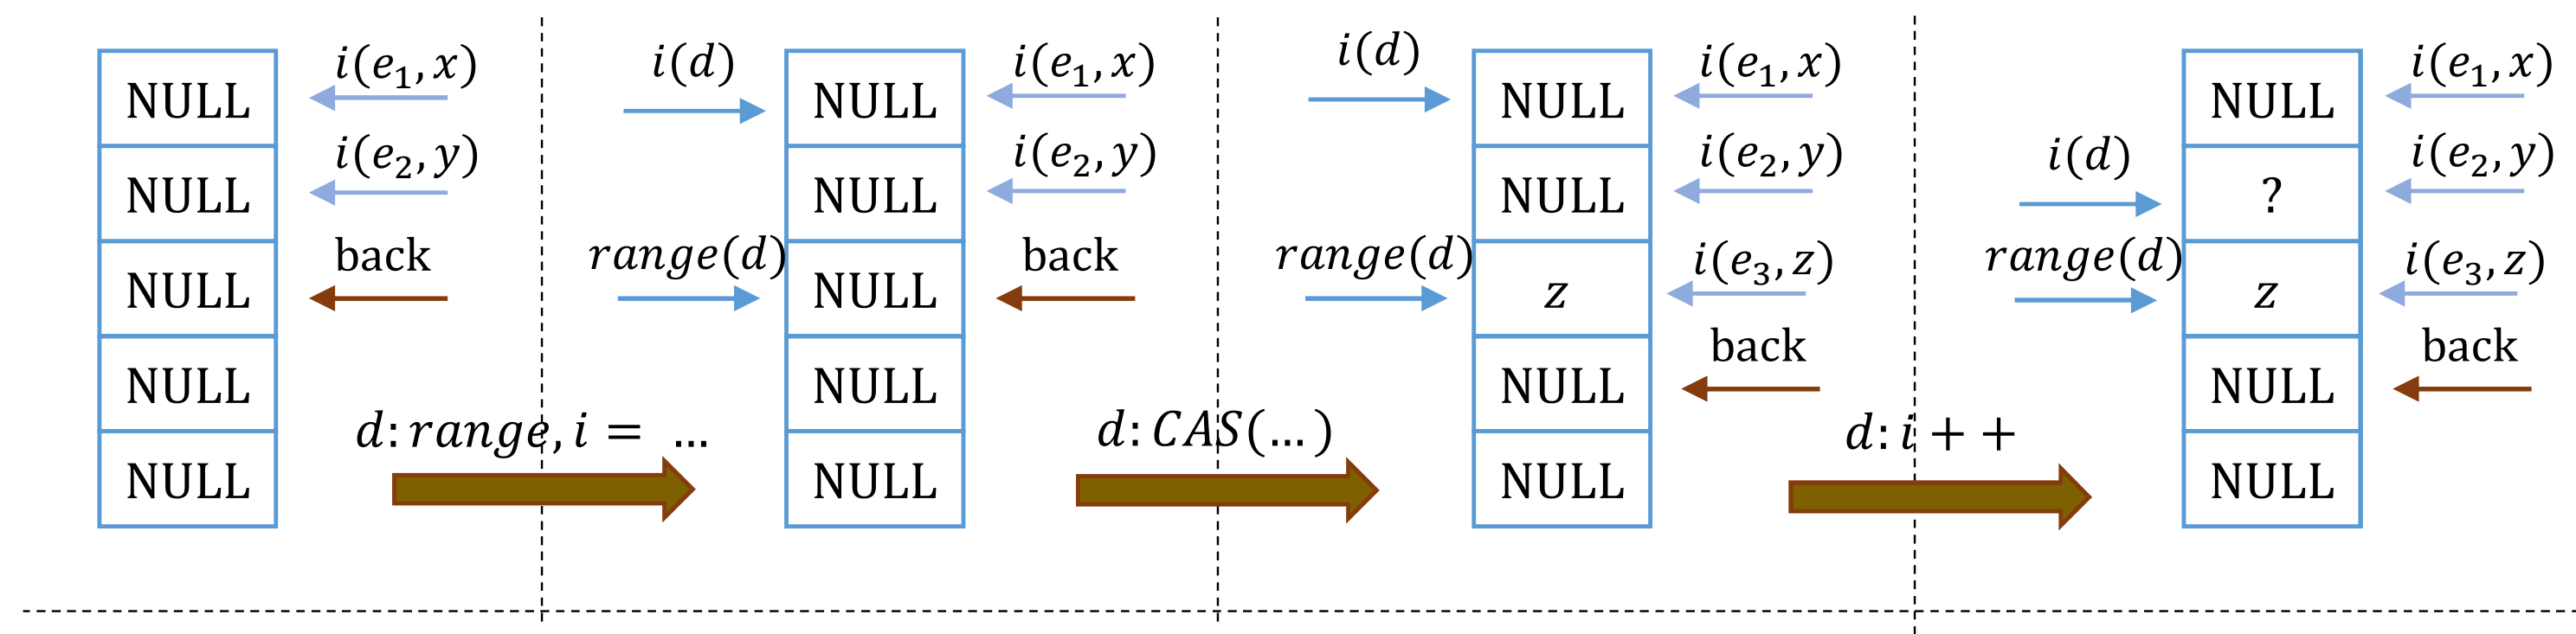 NULL
NULL
NULL
NULL
NULL
i(e₁, x)
i(e₂, y)
back
d: range, i = ...
i(d)
range(d)
NULL
NULL
NULL
NULL
NULL
i(e₁, x)
i(e₂, y)
back
d: CAS(...)
i(d)
range(d)
NULL
NULL
z
NULL
NULL
i(e₁, x)
i(e₂, y)
i(e₃, z)
back
d: i + +
i(d)
range(d)
NULL
?
z
NULL
NULL
i(e₁, x)
i(e₂, y)
i(e₃, z)
back